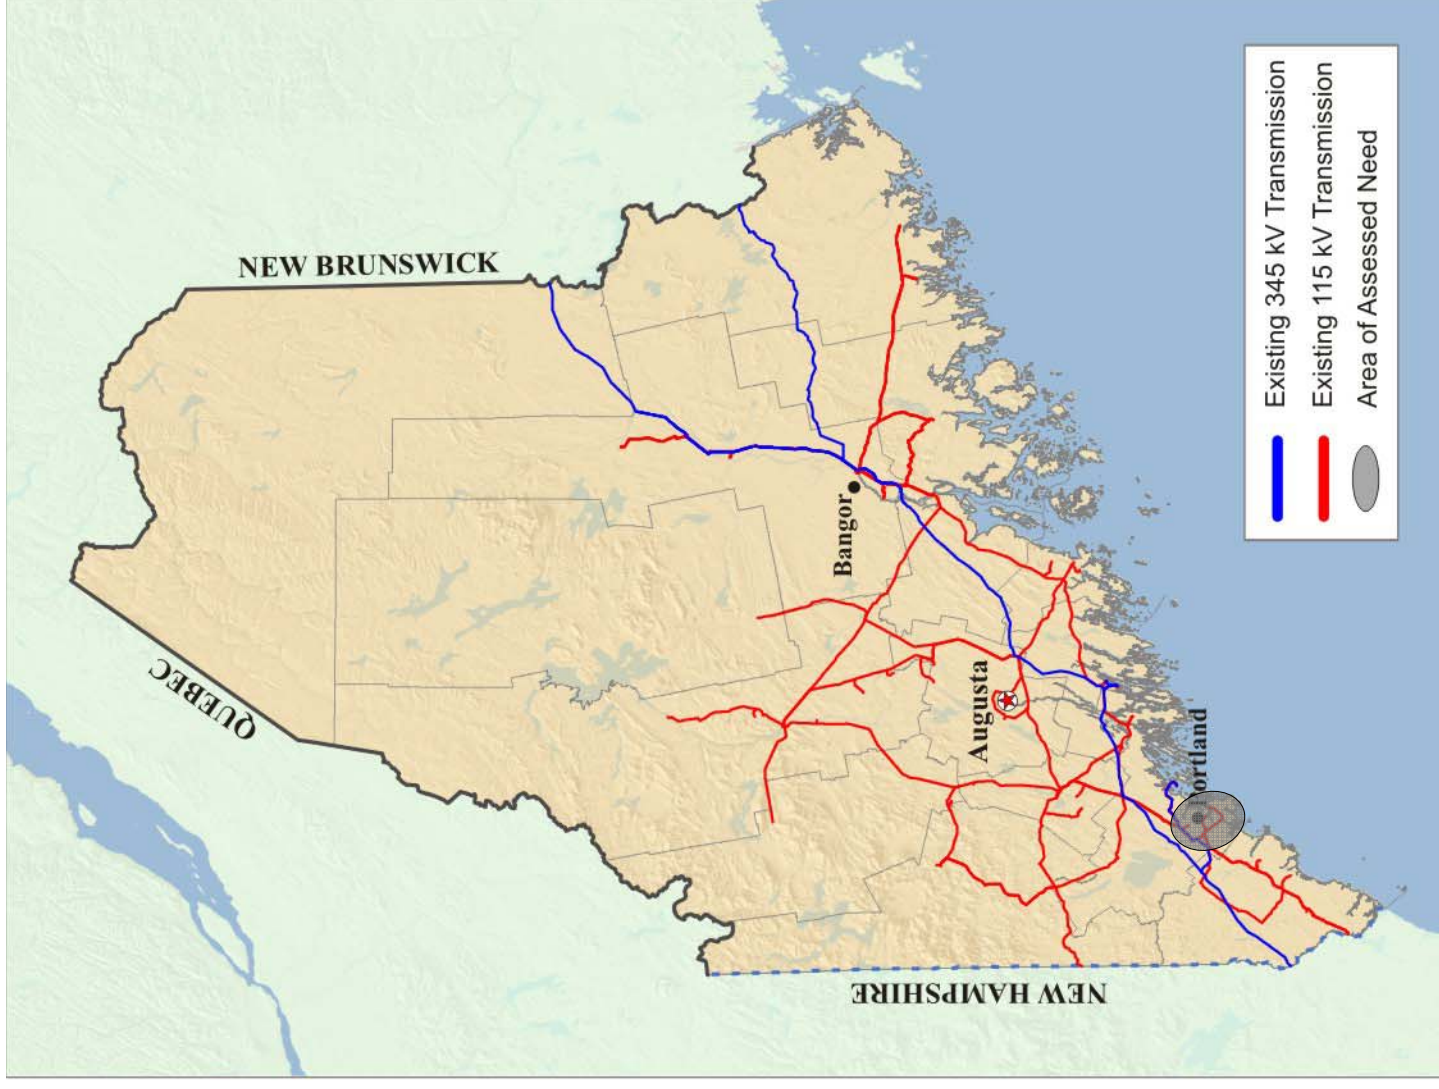 NEW BRUNSWICK
QUEBEC
Bangor
Augusta
ortland
NEW HAMPSHIRE
Existing 345 kV Transmission
Existing 115 kV Transmission
Area of Assessed Need